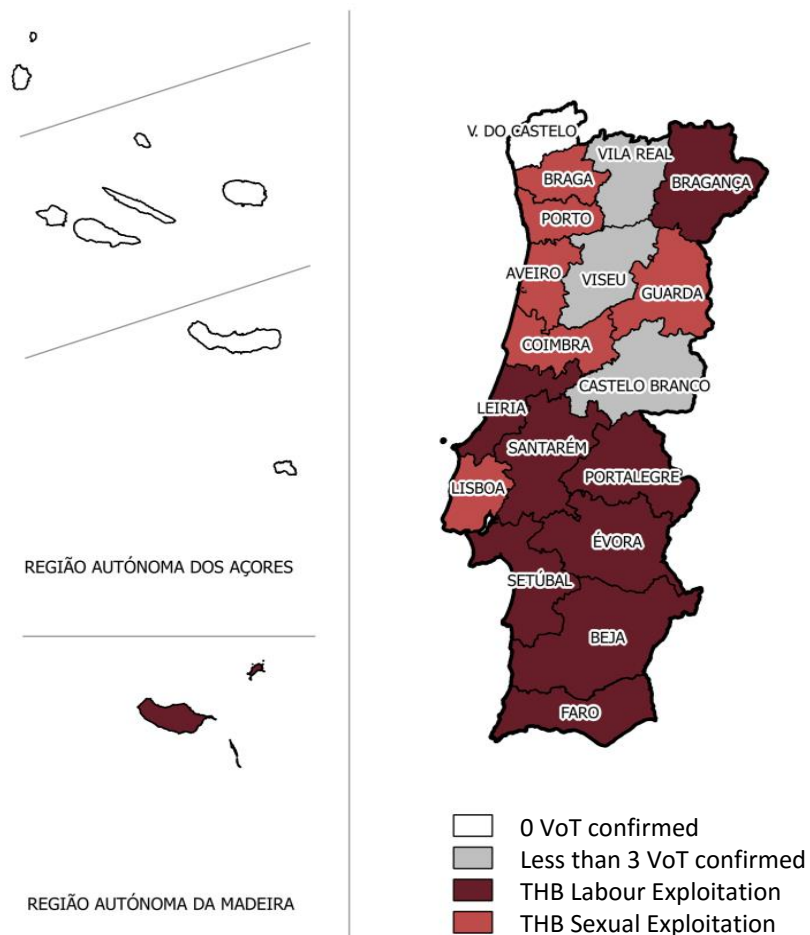 V. DO CASTELO
VILA REAL
BRAGANÇA
BRAGA
PORTO
AVEIRO
VISEU
GUARDA
COIMBRA
CASTELO BRANCO
LEIRIA
SANTARÉM
PORTALEGRE
LISBOA
ÉVORA
SETÚBAL
BEJA
FARO
REGIÃO AUTÓNOMA DOS AÇORES
REGIÃO AUTÓNOMA DA MADEIRA
0 VoT confirmed
Less than 3 VoT confirmed
THB Labour Exploitation
THB Sexual Exploitation